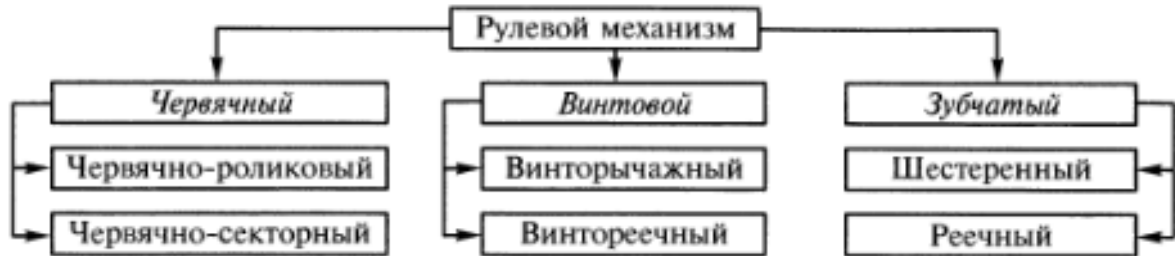 Рулевой механизм
Червячный
Винтовой
Зубчатый
Червячно-роликовый
Винторычажный
Шестеренный
Червячно-секторный
Винтореечный
Реечный